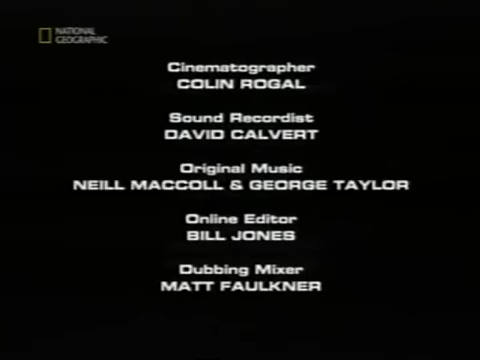 NATIONAL
GEOGRAPHIC
Cinematographer
COLIN ROGAL
Sound Recordist
DAVID CALVERT
Original Music
NEILL MACCOLL & GEORGE TAYLOR
Online Editor
BILL JONES
Dubbing Mixer
MATT FAULKNER